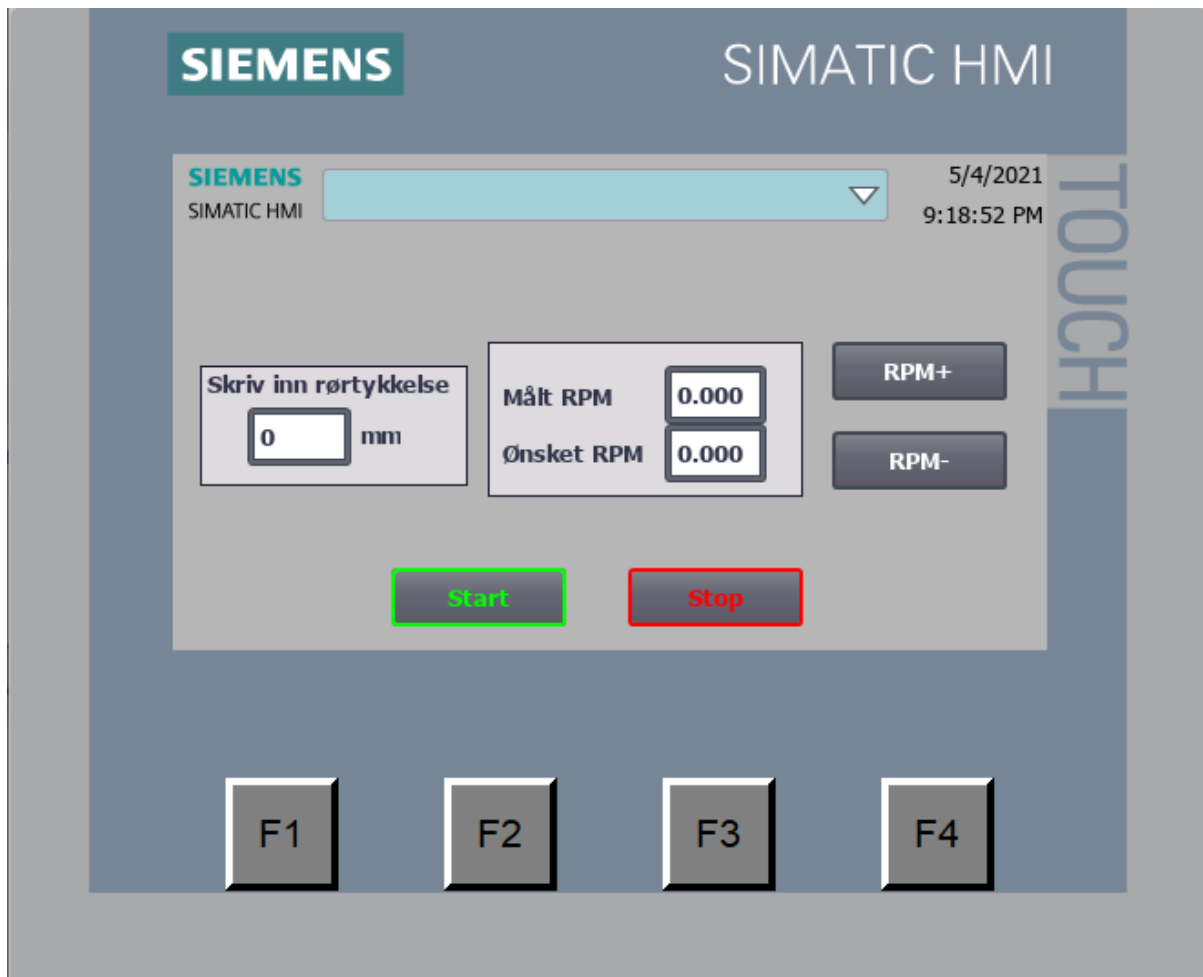 SIEMENS
SIMATIC HMI
SIEMENS
SIMATIC HMI
5/4/2021
9:18:52 PM
TOUCH
Skriv inn rørtykkelse
0 mm
Målt RPM 0.000
Ønsket RPM 0.000
RPM+
RPM-
Start
Stop
F1
F2
F3
F4